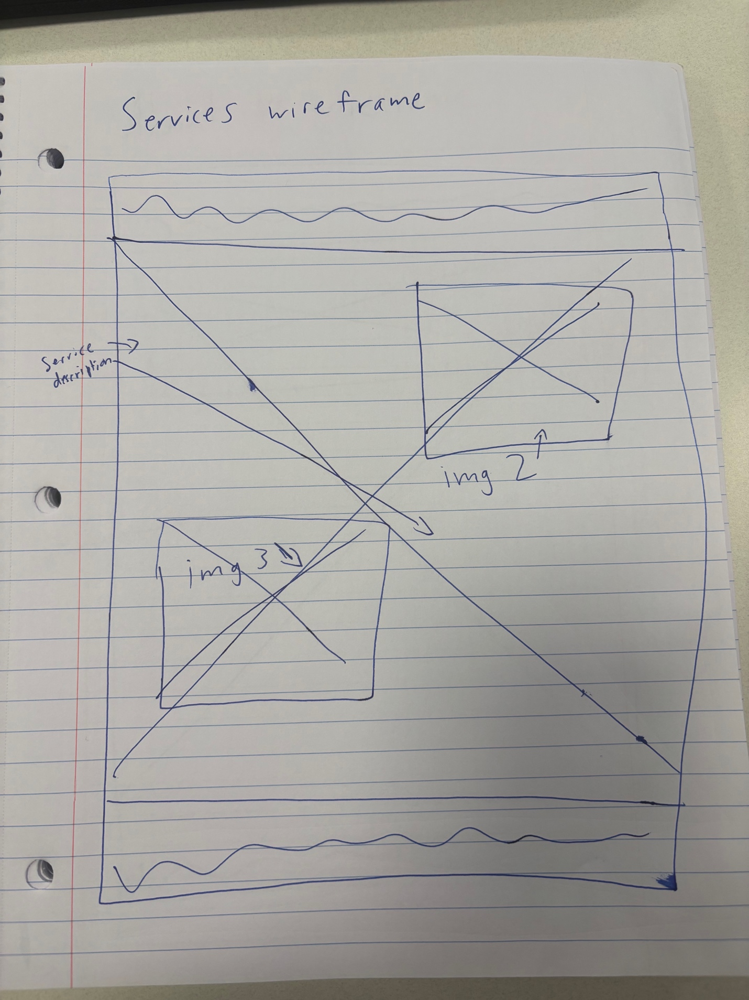 Services wireframe
Service
description
img 2
img 3